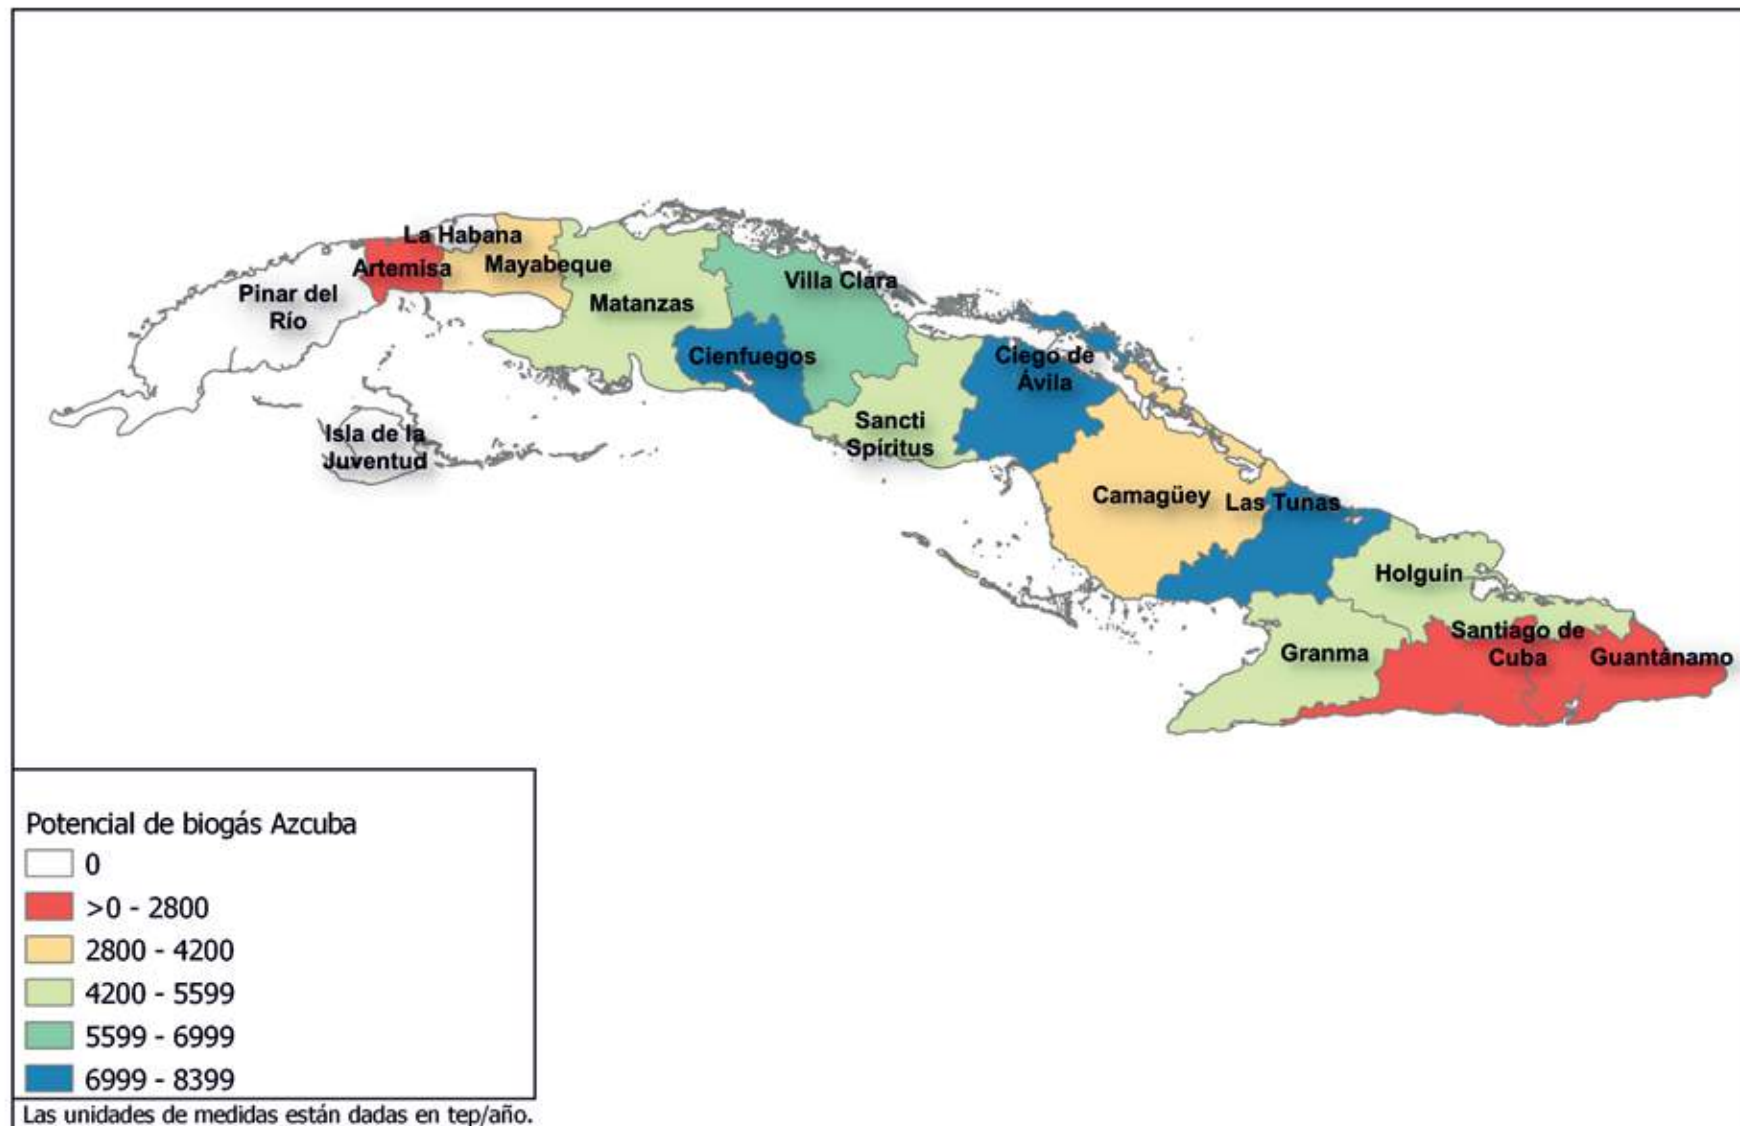 La Habana
Artemisa
Mayabeque
Pinar del
Río
Matanzas
Villa Clara
Cienfuegos
Ciego de
Ávila
Isla de la
Juventud
Sancti
Spíritus
Camagüey
Las Tunas
Holguín
Santiago de
Cuba
Granma
Guantánamo
Potencial de biogás Azcuba
0
>0 - 2800
2800 - 4200
4200 - 5599
5599 - 6999
6999 - 8399
Las unidades de medidas están dadas en tep/año.